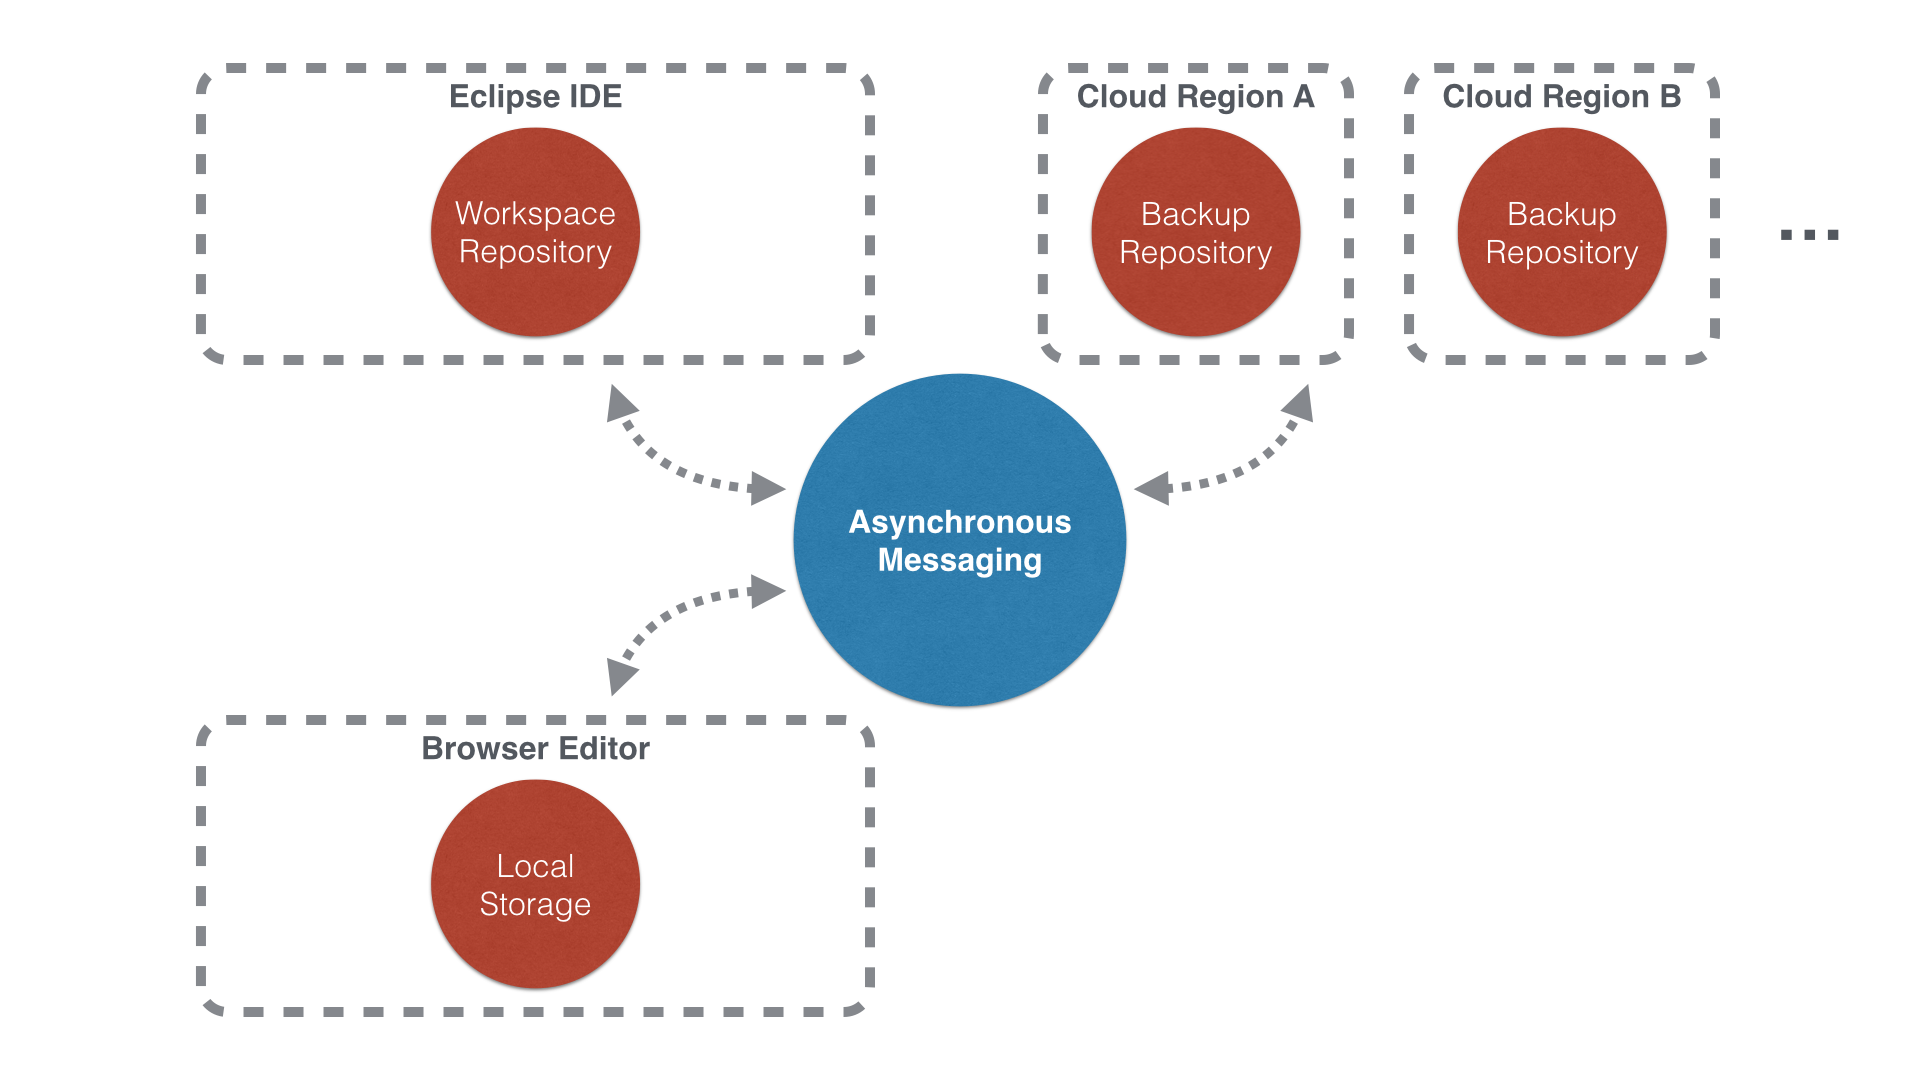 Eclipse IDE
Workspace
Repository
Cloud Region A
Backup
Repository
Cloud Region B
Backup
Repository
...
Asynchronous
Messaging
Browser Editor
Local
Storage